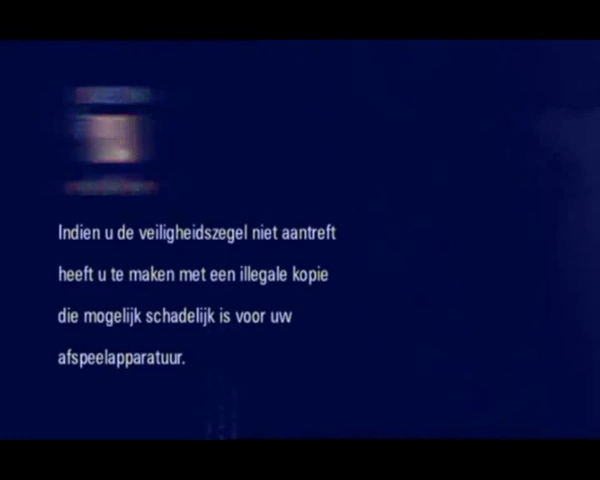 Indien u de veiligheidszegel niet aantreft
heeft u te maken met een illegale kopie
die mogelijk schadelijk is voor uw
afspeelapparatuur.